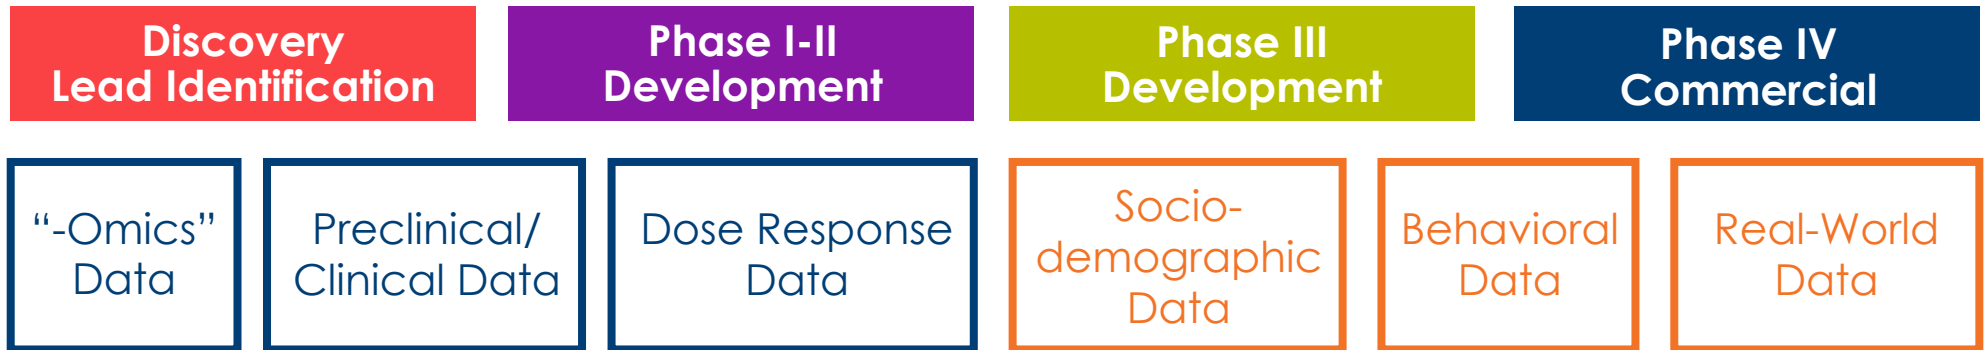 Discovery
Lead Identification
Phase I-II
Development
Phase III
Development
Phase IV
Commercial
“-Omics”
Data
Preclinical/
Clinical Data
Dose Response
Data
Socio-
demographic
Data
Behavioral
Data
Real-World
Data